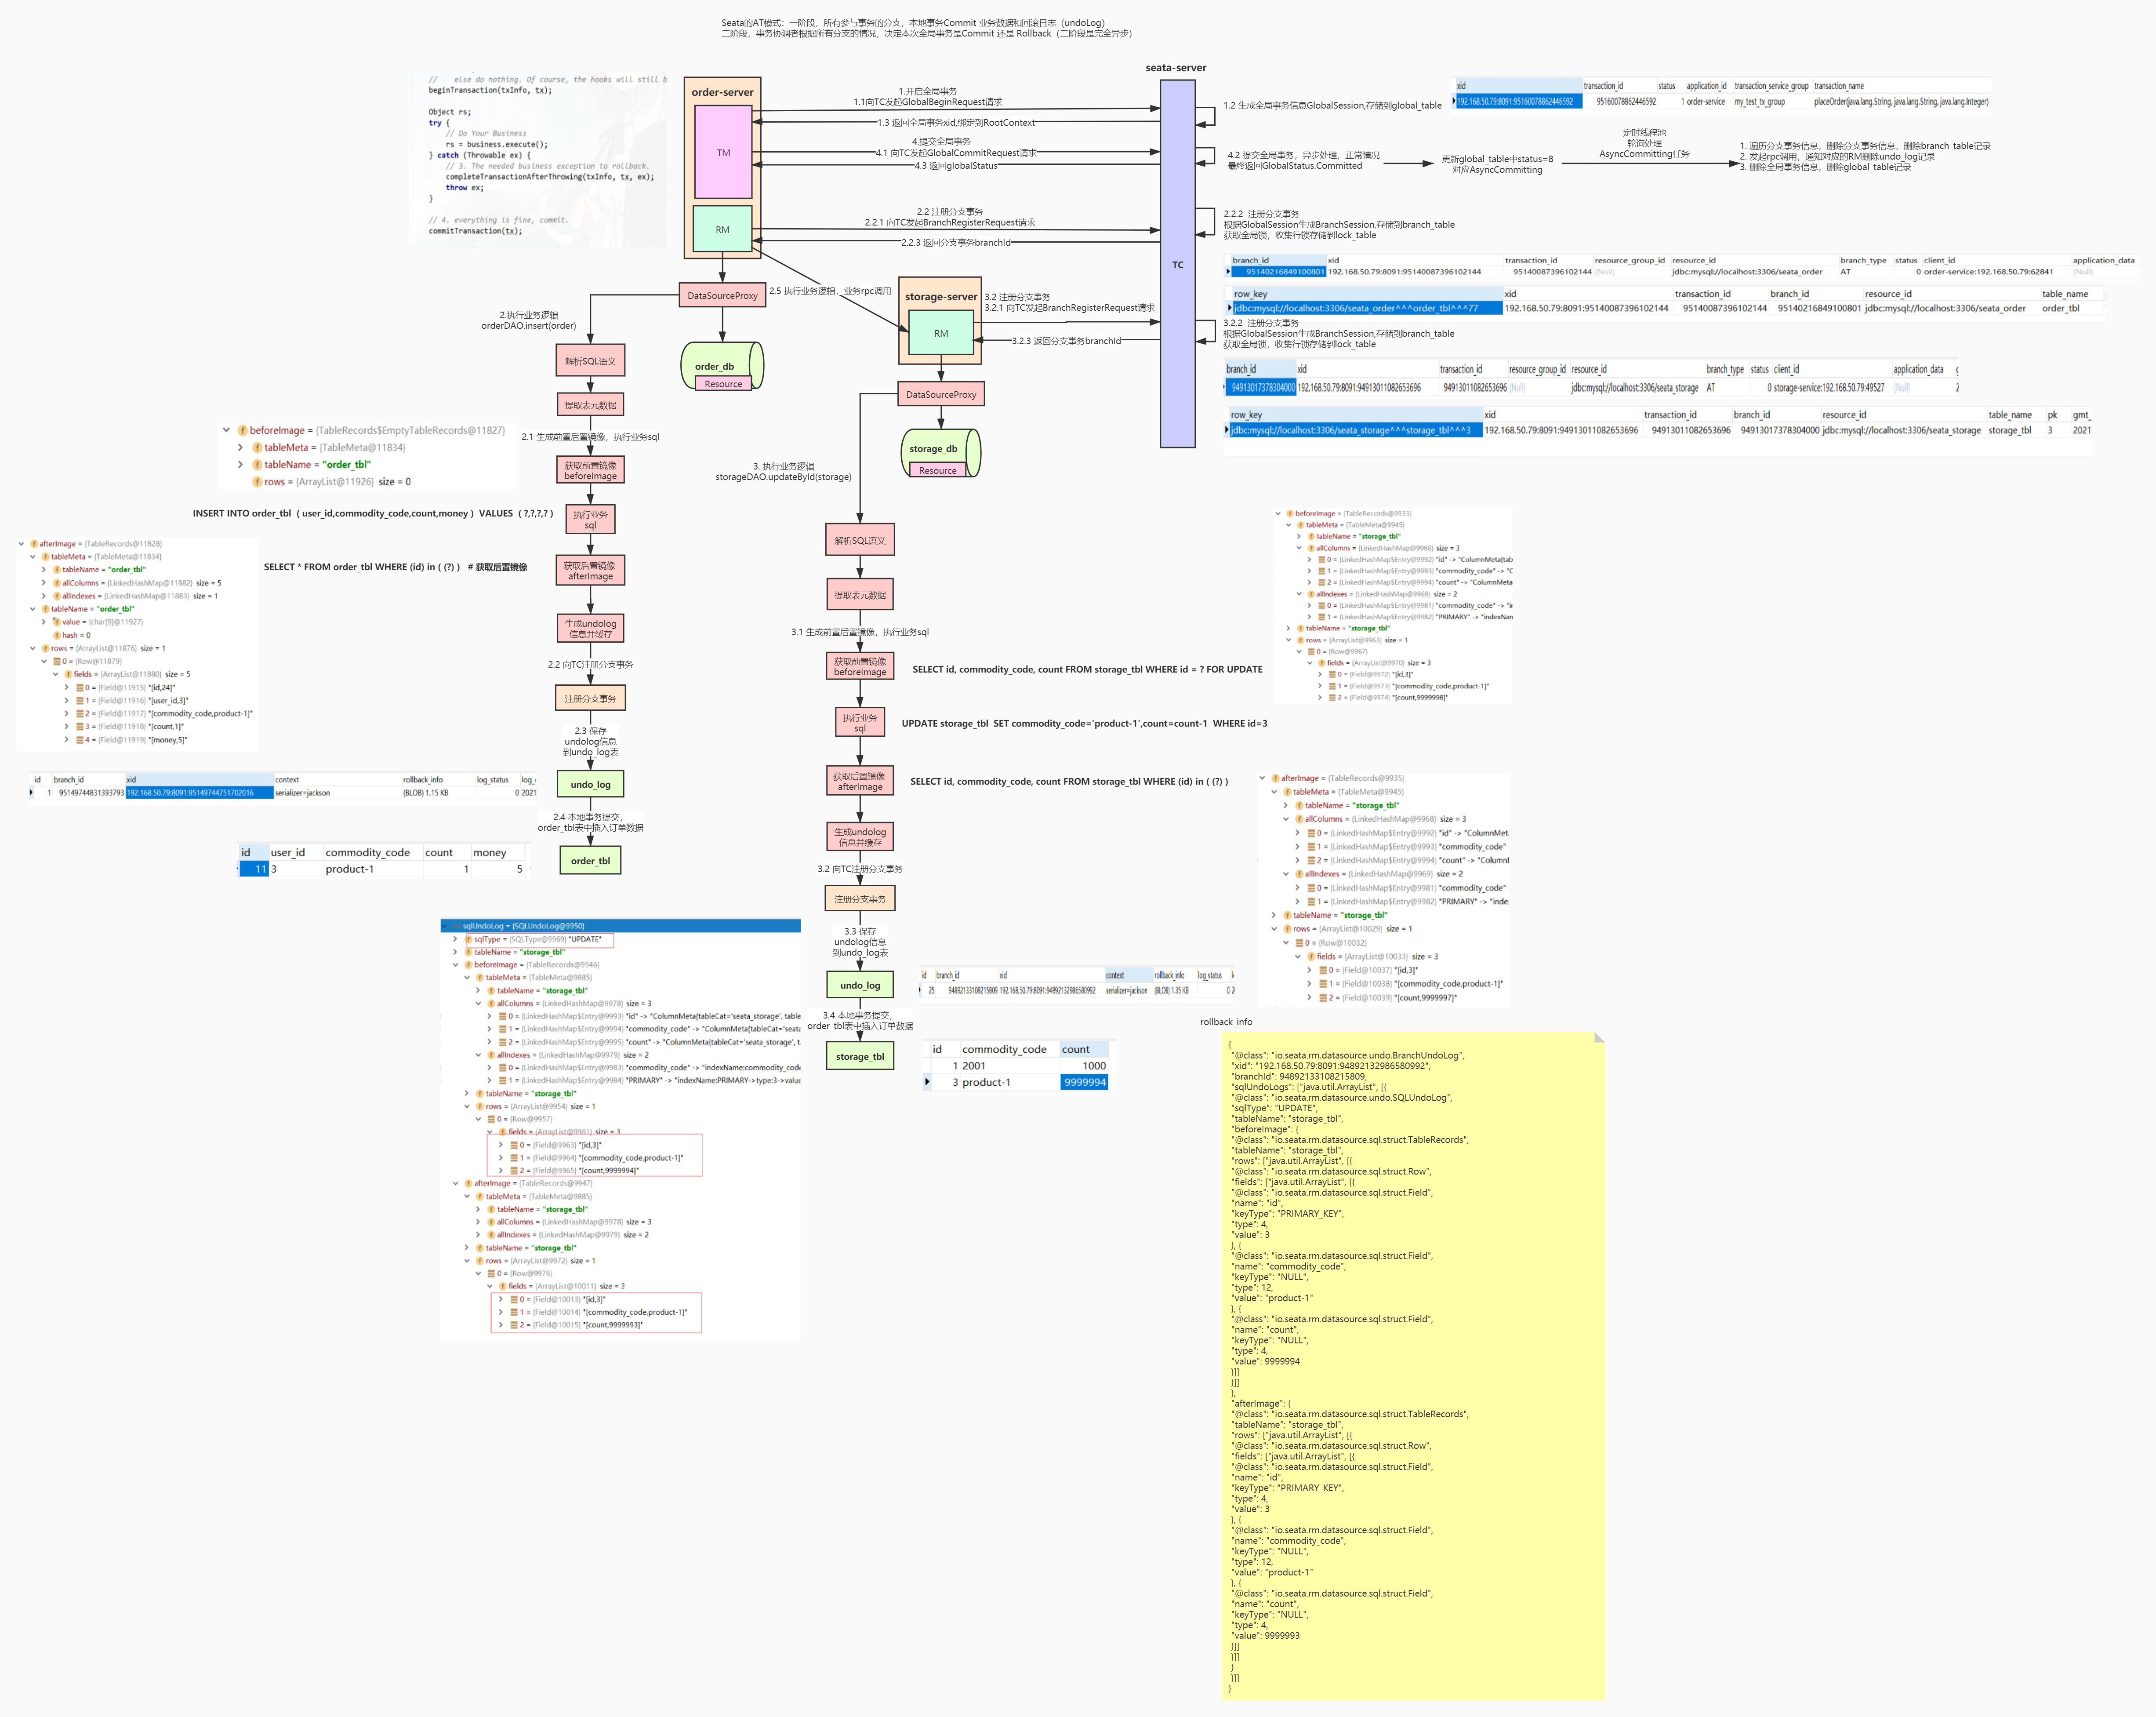 Seata的AT模式：一阶段，所有参与事务的分支，本地事务Commit 业务数据和回滚日志（undoLog）
二阶段，事务协调者根据所有分支的情况，决定本次全局事务是Commit 还是 Rollback（二阶段是完全异步）
// else do nothing. Of course, the hooks will still b
beginTransaction(txInfo, tx);
Object rs;
try {
// Do Your Business
rs = business.execute();
} catch (Throwable ex) {
// 3. The needed business exception to rollback.
completeTransactionAfterThrowing(txInfo, tx, ex);
throw ex;
}
// 4. everything is fine, commit.
commitTransaction(tx);
order-server
TM
RM
seata-server
TC
1.开启全局事务
1.1向TC发起GlobalBeginRequest请求
1.3 返回全局事务xid,绑定到RootContext
4.提交全局事务
4.1 向TC发起GlobalCommitRequest请求
4.3 返回globalStatus
2.2 注册分支事务
2.2.1 向TC发起BranchRegisterRequest请求
2.2.3 返回分支事务branchId
1.2 生成全局事务信息GlobalSession,存储到global_table
4.2 提交全局事务，异步处理，正常情况
最终返回GlobalStatus.Committed
更新global_table中status=8
对应AsyncCommitting
定时线程池
轮询处理
AsyncCommitting任务
1. 遍历分支事务信息，删除分支事务信息，删除branch_table记录
2. 发起rpc调用，通知对应的RM删除undo_log记录
3. 删除全局事务信息，删除global_table记录
xid transaction_id status application_id transaction_service_group transaction_name
192.168.50.79:8091:95160078862446592 95160078862446592 1 order-service my_test_tx_group placeOrder(java.lang.String, java.lang.String, java.lang.Integer)
2.2.2 注册分支事务
根据GlobalSession生成BranchSession,存储到branch_table
获取全局锁，收集行锁存储到lock_table
branch_id xid transaction_id resource_group_id resource_id branch_type status client_id application_data
95140216849100801 192.168.50.79:8091:95140087396102144 95140087396102144 (Null) jdbc:mysql://localhost:3306/seata_order AT 0 order-service:192.168.50.79:62841 (Null)
row_key xid transaction_id branch_id resource_id table_name
jdbc:mysql://localhost:3306/seata_order^^^order_tbl^^^77 192.168.50.79:8091:95140087396102144 95140087396102144 95140216849100801 jdbc:mysql://localhost:3306/seata_order order_tbl
3.2.2 注册分支事务
根据GlobalSession生成BranchSession,存储到branch_table
获取全局锁，收集行锁存储到lock_table
branch_id xid transaction_id resource_group_id resource_id branch_type status client_id application_data
94913017378304000 192.168.50.79:8091:94913011082653696 94913011082653696 (Null) jdbc:mysql://localhost:3306/seata_storage AT 0 storage-service:192.168.50.79:49527 (Null) 2
row_key xid transaction_id branch_id resource_id table_name pk gmt_
jdbc:mysql://localhost:3306/seata_storage^^^storage_tbl^^^3 192.168.50.79:8091:94913011082653696 94913011082653696 94913017378304000 jdbc:mysql://localhost:3306/seata_storage storage_tbl 3 2021
DataSourceProxy
2.5 执行业务逻辑，业务rpc调用
order_db
Resource
storage-server
RM
3.2 注册分支事务
3.2.1 向TC发起BranchRegisterRequest请求
3.2.3 返回分支事务branchId
DataSourceProxy
storage_db
Resource
2.执行业务逻辑
orderDAO.insert(order)
解析SQL语义
提取表元数据
2.1 生成前置后置镜像，执行业务sql
获取前置镜像
beforeImage
执行业务
sql
获取后置镜像
afterImage
生成undolog
信息并缓存
2.2 向TC注册分支事务
注册分支事务
2.3 保存
undolog信息
到undo_log表
undo_log
2.4 本地事务提交，
order_tbl表中插入订单数据
order_tbl
beforeImage = {TableRecords$EmptyTableRecords@11827}
tableMeta = {TableMeta@11834}
tableName = "order_tbl"
rows = {ArrayList@11926} size = 0
INSERT INTO order_tbl ( user_id,commodity_code,count,money ) VALUES ( ?,?,?,? )
SELECT * FROM order_tbl WHERE (id) in ( (?) ) # 获取后置镜像
afterImage = {TableRecords@11828}
tableMeta = {TableMeta@11834}
tableName = "order_tbl"
allColumns = {LinkedHashMap@11882} size = 5
allIndexes = {LinkedHashMap@11883} size = 1
tableName = "order_tbl"
value = {char[9]@11927}
hash = 0
rows = {ArrayList@11876} size = 1
0 = {Row@11879}
fields = {ArrayList@11880} size = 5
0 = {Field@11915} "[id,24]"
1 = {Field@11916} "[user_id,3]"
2 = {Field@11917} "[commodity_code,product-1]"
3 = {Field@11918} "[count,1]"
4 = {Field@11919} "[money,5]"
id branch_id xid context rollback_info log_status log_c
1 95149744831393793 192.168.50.79:8091:95149744751702016 serializer=jackson (BLOB) 1.15 KB 0 2021
id user_id commodity_code count money
11 3 product-1 1 5
3. 执行业务逻辑
storageDAO.updateById(storage)
解析SQL语义
提取表元数据
3.1 生成前置后置镜像，执行业务sql
获取前置镜像
beforeImage
执行业务
sql
获取后置镜像
afterImage
生成undolog
信息并缓存
3.2 向TC注册分支事务
注册分支事务
3.3 保存
undolog信息
到undo_log表
undo_log
3.4 本地事务提交，
order_tbl表中插入订单数据
storage_tbl
SELECT id, commodity_code, count FROM storage_tbl WHERE id = ? FOR UPDATE
UPDATE storage_tbl SET commodity_code='product-1',count=count-1 WHERE id=3
SELECT id, commodity_code, count FROM storage_tbl WHERE (id) in ( (?) )
beforeImage = {TableRecords@9933}
tableMeta = {TableMeta@9945}
tableName = "storage_tbl"
allColumns = {LinkedHashMap@9968} size = 3
0 = {LinkedHashMap$Entry@9992} "id" -> "ColumnMeta{tab
1 = {LinkedHashMap$Entry@9993} "commodity_code" -> "C
2 = {LinkedHashMap$Entry@9994} "count" -> "ColumnMeta
allIndexes = {LinkedHashMap@9969} size = 2
0 = {LinkedHashMap$Entry@9981} "commodity_code" -> "in
1 = {LinkedHashMap$Entry@9982} "PRIMARY" -> "indexNan
tableName = "storage_tbl"
rows = {ArrayList@9963} size = 1
0 = {Row@9967}
fields = {ArrayList@9970} size = 3
0 = {Field@9972} "[id,3]"
1 = {Field@9973} "[commodity_code,product-1]"
2 = {Field@9974} "[count,9999998]"
afterImage = {TableRecords@9935}
tableMeta = {TableMeta@9945}
tableName = "storage_tbl"
allColumns = {LinkedHashMap@9968} size = 3
0 = {LinkedHashMap$Entry@9992} "id" -> "ColumnMet
1 = {LinkedHashMap$Entry@9993} "commodity_code"
2 = {LinkedHashMap$Entry@9994} "count" -> "Columl
allIndexes = {LinkedHashMap@9969} size = 2
0 = {LinkedHashMap$Entry@9981} "commodity_code"
1 = {LinkedHashMap$Entry@9982} "PRIMARY" -> "inde
tableName = "storage_tbl"
rows = {ArrayList@10029} size = 1
0 = {Row@10032}
fields = {ArrayList@10033} size = 3
0 = {Field@10037} "[id,3]"
1 = {Field@10038} "[commodity_code,product-1]"
2 = {Field@10039} "[count,9999997]"
sqlUndoLog = {SQLUndoLog@9950}
sqlType = {SQLType@9969} "UPDATE"
tableName = "storage_tbl"
beforeImage = {TableRecords@9946}
tableMeta = {TableMeta@9885}
tableName = "storage_tbl"
allColumns = {LinkedHashMap@9978} size = 3
0 = {LinkedHashMap$Entry@9993} "id" -> "ColumnMeta{tableCat='seata_storage', table
1 = {LinkedHashMap$Entry@9994} "commodity_code" -> "ColumnMeta{tableCat='seata
2 = {LinkedHashMap$Entry@9995} "count" -> "ColumnMeta{tableCat='seata_storage', t
allIndexes = {LinkedHashMap@9979} size = 2
0 = {LinkedHashMap$Entry@9983} "commodity_code" -> "indexName:commodity_code
1 = {LinkedHashMap$Entry@9984} "PRIMARY" -> "indexName:PRIMARY->type:3->value
tableName = "storage_tbl"
rows = {ArrayList@9954} size = 1
0 = {Row@9957}
fields = {ArrayList@9961} size = 3
0 = {Field@9963} "[id,3]"
1 = {Field@9964} "[commodity_code,product-1]"
2 = {Field@9965} "[count,9999994]"
afterImage = {TableRecords@9947}
tableMeta = {TableMeta@9885}
tableName = "storage_tbl"
allColumns = {LinkedHashMap@9978} size = 3
allIndexes = {LinkedHashMap@9979} size = 2
tableName = "storage_tbl"
rows = {ArrayList@9972} size = 1
0 = {Row@9976}
fields = {ArrayList@10011} size = 3
0 = {Field@10013} "[id,3]"
1 = {Field@10014} "[commodity_code,product-1]"
2 = {Field@10015} "[count,9999993]"
id branch_id xid context rollback_info log_status
25 94892133108215809 192.168.50.79:8091:94892132986580992 serializer=jackson (BLOB) 1.35 KB 0
id commodity_code count
1 2001 1000
3 product-1 9999994
rollback_info
{
"@class": "io.seata.rm.datasource.undo.BranchUndoLog",
"xid": "192.168.50.79:8091:94892132986580992",
"branchId": 94892133108215809,
"sqlUndoLogs": ["java.util.ArrayList", [{
"@class": "io.seata.rm.datasource.undo.SQLUndoLog",
"sqlType": "UPDATE",
"tableName": "storage_tbl",
"beforeImage": {
"@class": "io.seata.rm.datasource.sql.struct.TableRecords",
"tableName": "storage_tbl",
"rows": ["java.util.ArrayList", [{
"@class": "io.seata.rm.datasource.sql.struct.Row",
"fields": ["java.util.ArrayList", [{
"@class": "io.seata.rm.datasource.sql.struct.Field",
"name": "id",
"keyType": "PRIMARY_KEY",
"type": 4,
"value": 3
}, {
"@class": "io.seata.rm.datasource.sql.struct.Field",
"name": "commodity_code",
"keyType": "NULL",
"type": 12,
"value": "product-1"
}, {
"@class": "io.seata.rm.datasource.sql.struct.Field",
"name": "count",
"keyType": "NULL",
"type": 4,
"value": 9999994
}]]
}]]
},
"afterImage": {
"@class": "io.seata.rm.datasource.sql.struct.TableRecords",
"tableName": "storage_tbl",
"rows": ["java.util.ArrayList", [{
"@class": "io.seata.rm.datasource.sql.struct.Row",
"fields": ["java.util.ArrayList", [{
"@class": "io.seata.rm.datasource.sql.struct.Field",
"name": "id",
"keyType": "PRIMARY_KEY",
"type": 4,
"value": 3
}, {
"@class": "io.seata.rm.datasource.sql.struct.Field",
"name": "commodity_code",
"keyType": "NULL",
"type": 12,
"value": "product-1"
}, {
"@class": "io.seata.rm.datasource.sql.struct.Field",
"name": "count",
"keyType": "NULL",
"type": 4,
"value": 9999993
}]]
}]]
}
}]]
}